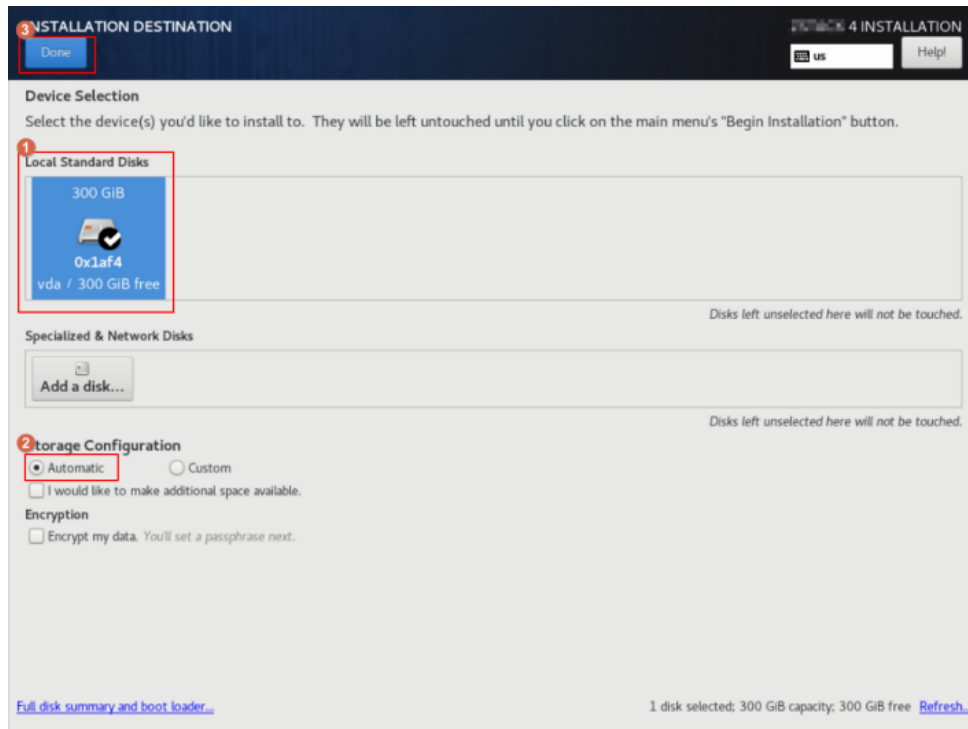 3
INSTALLATION DESTINATION
4 INSTALLATION
Done
us
Help!
Device Selection
Select the device(s) you'd like to install to. They will be left untouched until you click on the main menu's "Begin Installation" button.
1
Local Standard Disks
300 GiB
0x1af4
vda / 300 GiB free
Disks left unselected here will not be touched.
Specialized & Network Disks
Add a disk...
Disks left unselected here will not be touched.
2
Storage Configuration
Automatic
Custom
I would like to make additional space available.
Encryption
Encrypt my data. You'll set a passphrase next.
Full disk summary and boot loader...
1 disk selected; 300 GiB capacity; 300 GiB free Refresh..